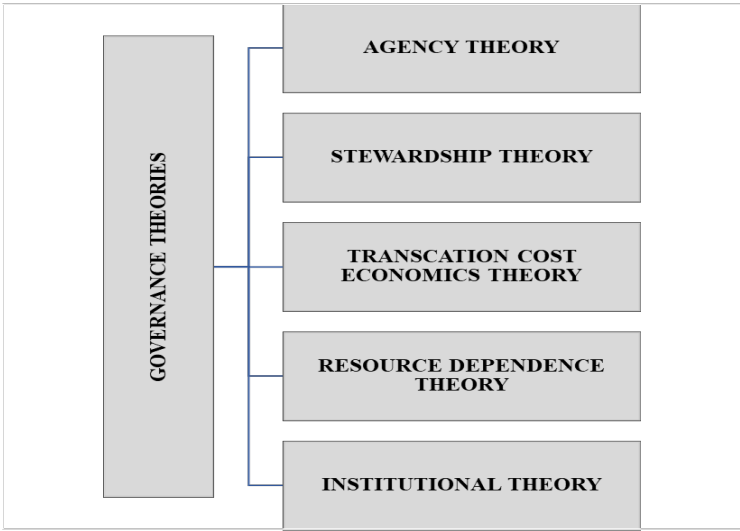 GOVERNANCE THEORIES
AGENCY THEORY
STEWARDSHIP THEORY
TRANSCATION COST
ECONOMICS THEORY
RESOURCE DEPENDENCE
THEORY
INSTITUTIONAL THEORY